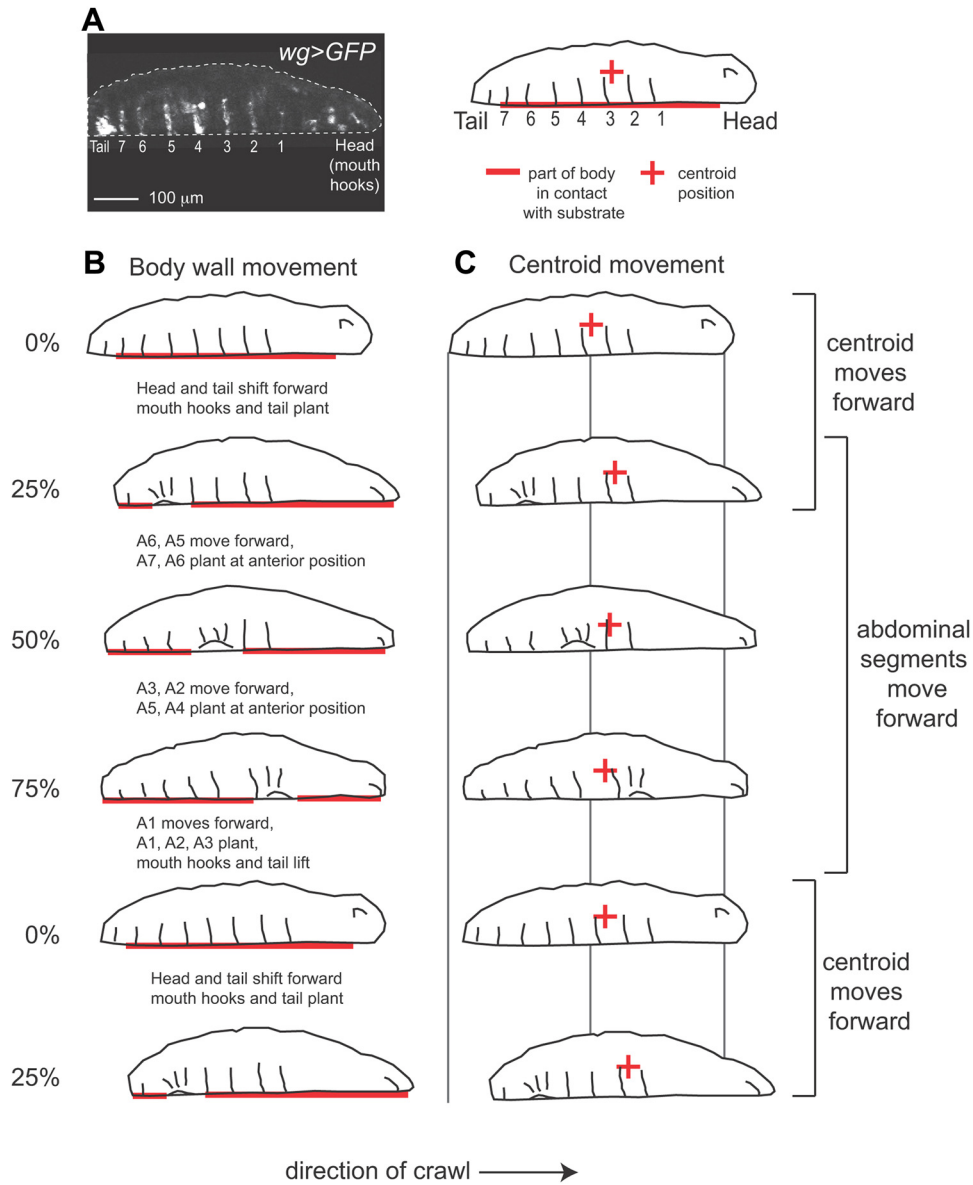 A
wg>GFP
Tail 7 6 5 4 3 2 1 Head
(mouth
hooks)
100 μm
Tail 7 6 5 4 3 2 1 Head
part of body
in contact
with substrate
centroid
position
B Body wall movement
0%
Head and tail shift forward
mouth hooks and tail plant
25%
A6, A5 move forward,
A7, A6 plant at anterior position
50%
A3, A2 move forward,
A5, A4 plant at anterior position
75%
A1 moves forward,
A1, A2, A3 plant,
mouth hooks and tail lift
0%
Head and tail shift forward
mouth hooks and tail plant
25%
C Centroid movement
centroid
moves
forward
abdominal
segments
move
forward
centroid
moves
forward
direction of crawl